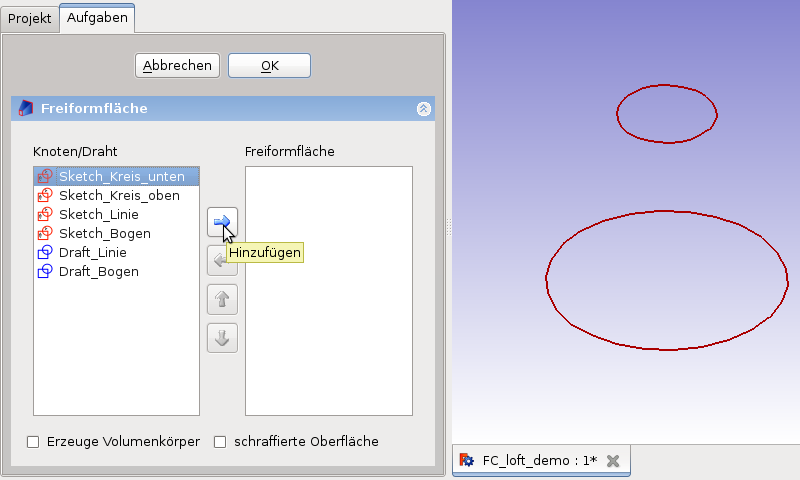 Projekt
Aufgaben
Abbrechen
OK
Freiformfläche
Knoten/Draht
Freiformfläche
Sketch_Kreis_unten
Sketch_Kreis_oben
Sketch_Linie
Sketch_Bogen
Draft_Linie
Draft_Bogen
Hinzufügen
Erzeuge Volumenkörper
schraffierte Oberfläche
FC_loft_demo : 1*